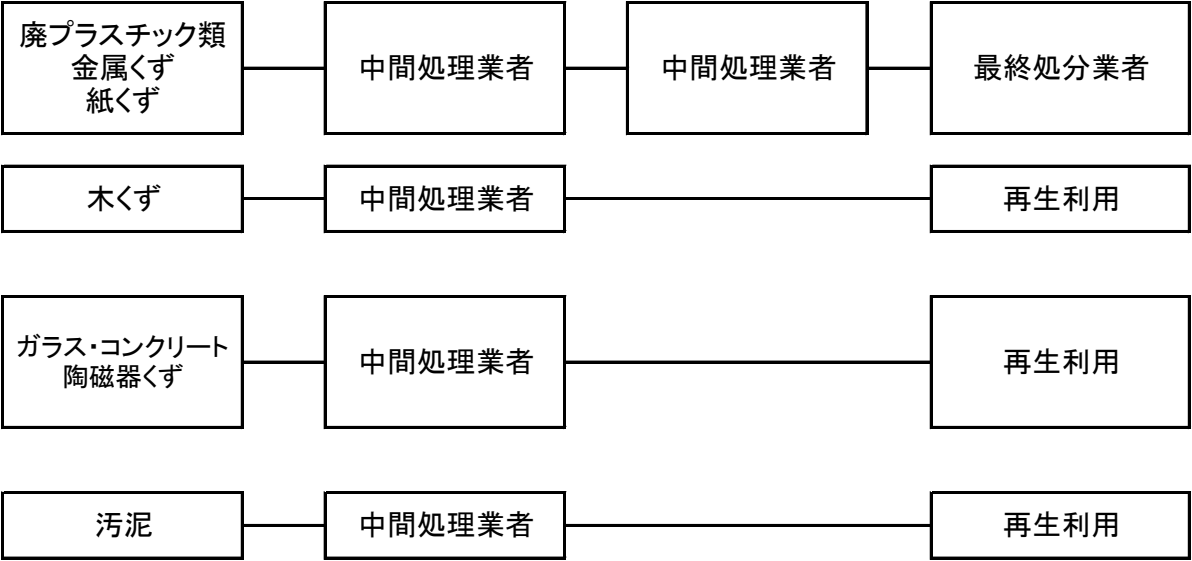 廃プラスチック類
金属くず
紙くず
中間処理業者
中間処理業者
最終処分業者
木くず
中間処理業者
再生利用
ガラス・コンクリート
陶磁器くず
中間処理業者
再生利用
汚泥
中間処理業者
再生利用